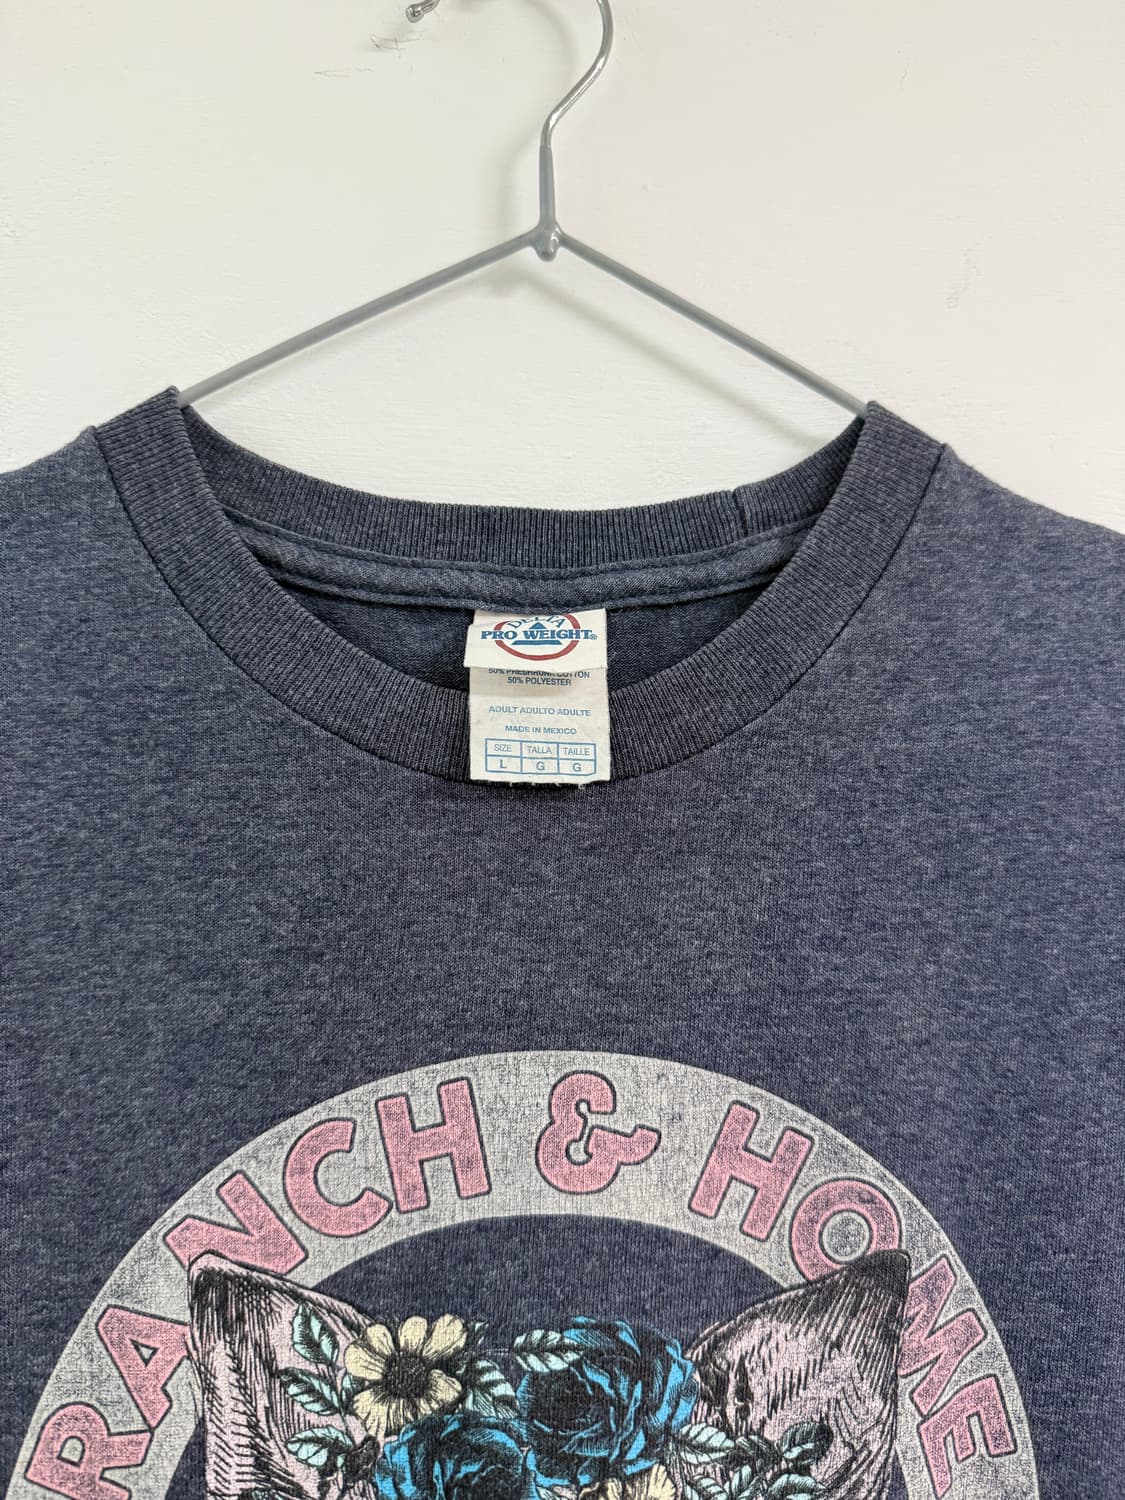 DELTA
PRO WEIGHT®
50% PRESHRUNK COTTON
50% POLYESTER
ADULT ADULTO ADULTE
MADE IN MEXICO
SIZE TALLA TAILLE
L G G
RANCH & HOME